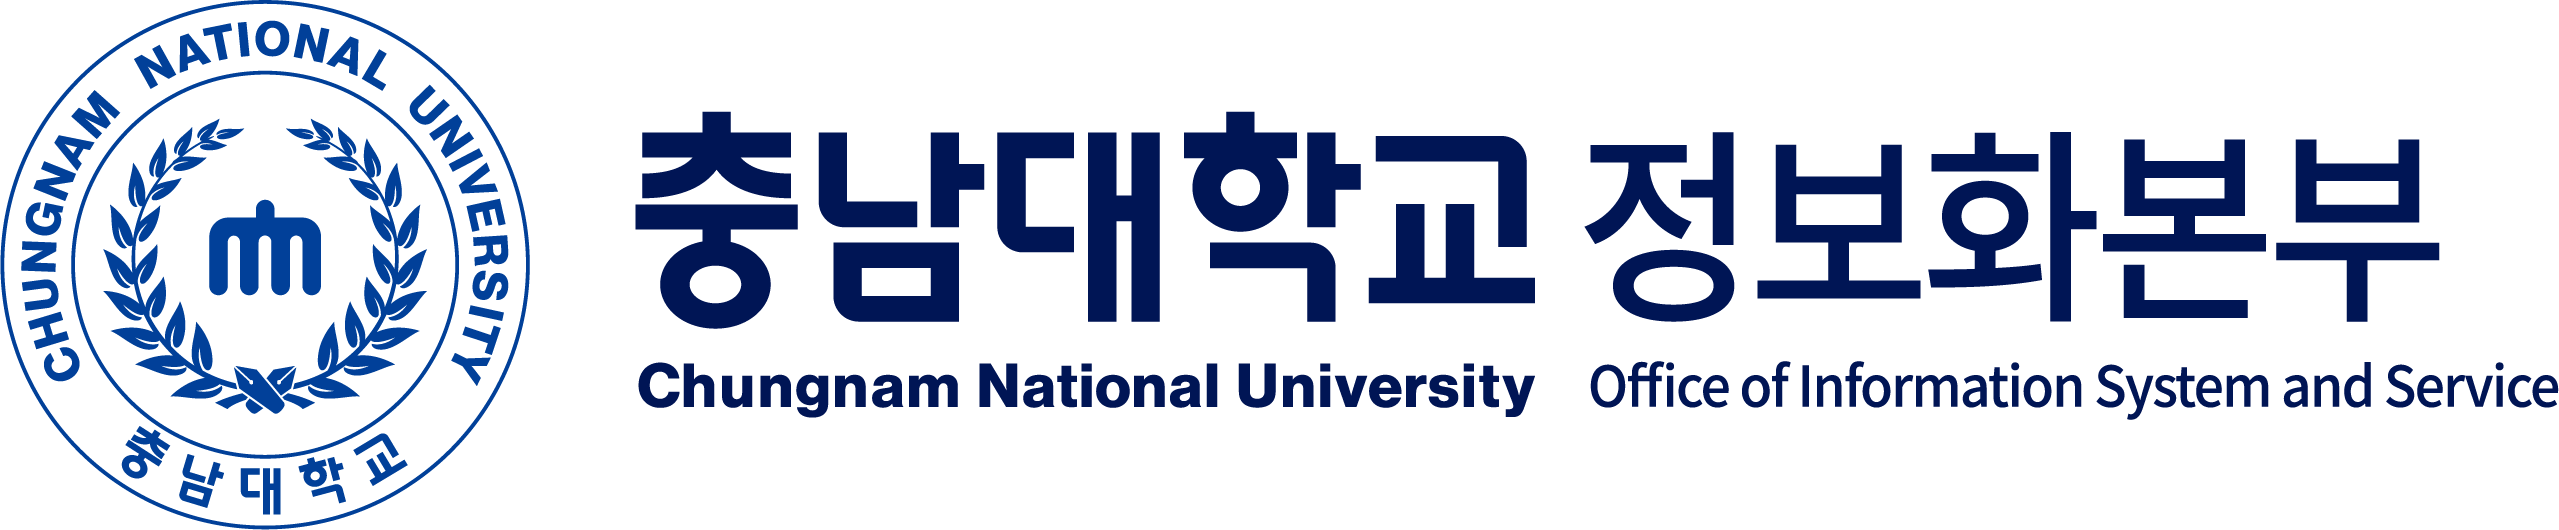 CHUNGNAM NATIONAL UNIVERSITY
충남대학교
충남대학교 정보화본부
Chungnam National University Office of Information System and Service